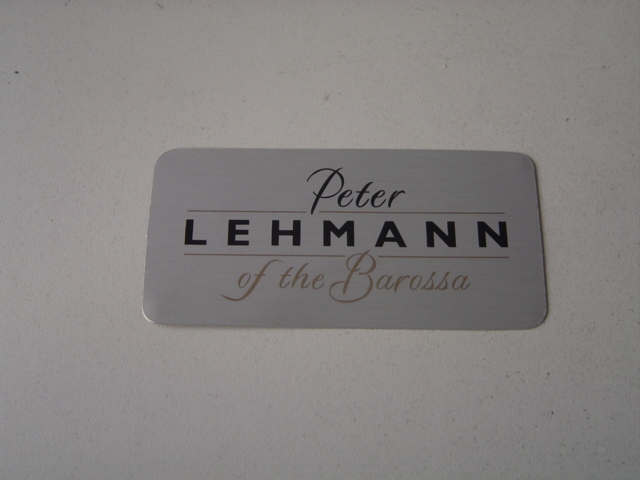 Peter
LEHMANN
of the Barossa